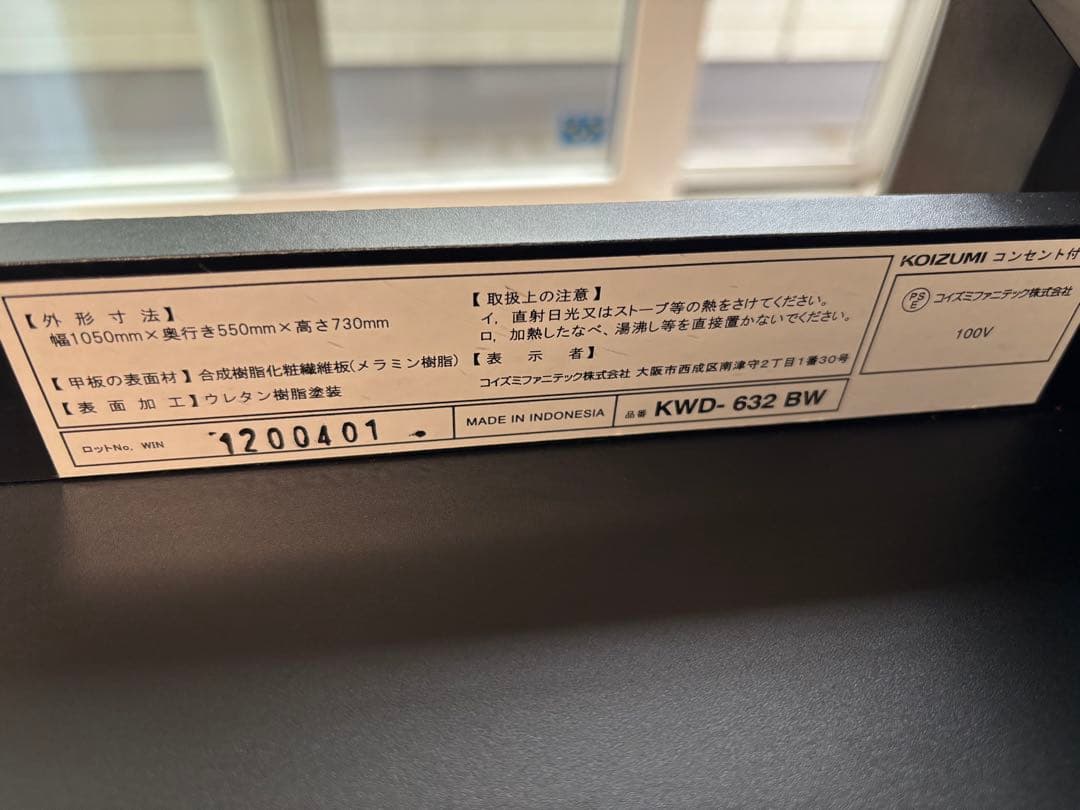 【外形寸法】
幅1050mm×奥行き550mm×高さ730mm
【甲板の表面材】合成樹脂化粧繊維板(メラミン樹脂)
【表面加工】ウレタン樹脂塗装
【取扱上の注意】
イ, 直射日光又はストーブ等の熱をさけてください。
ロ, 加熱したなべ、湯沸し等を直接置かないでください。
【表示者】
コイズミファニテック株式会社 大阪市西成区南津守2丁目1番30号
ロットNo. WIN 1200401
MADE IN INDONESIA
品番 KWD- 632 BW
KOIZUMI コンセント付
PSE コイズミファニテック株式会社
100V